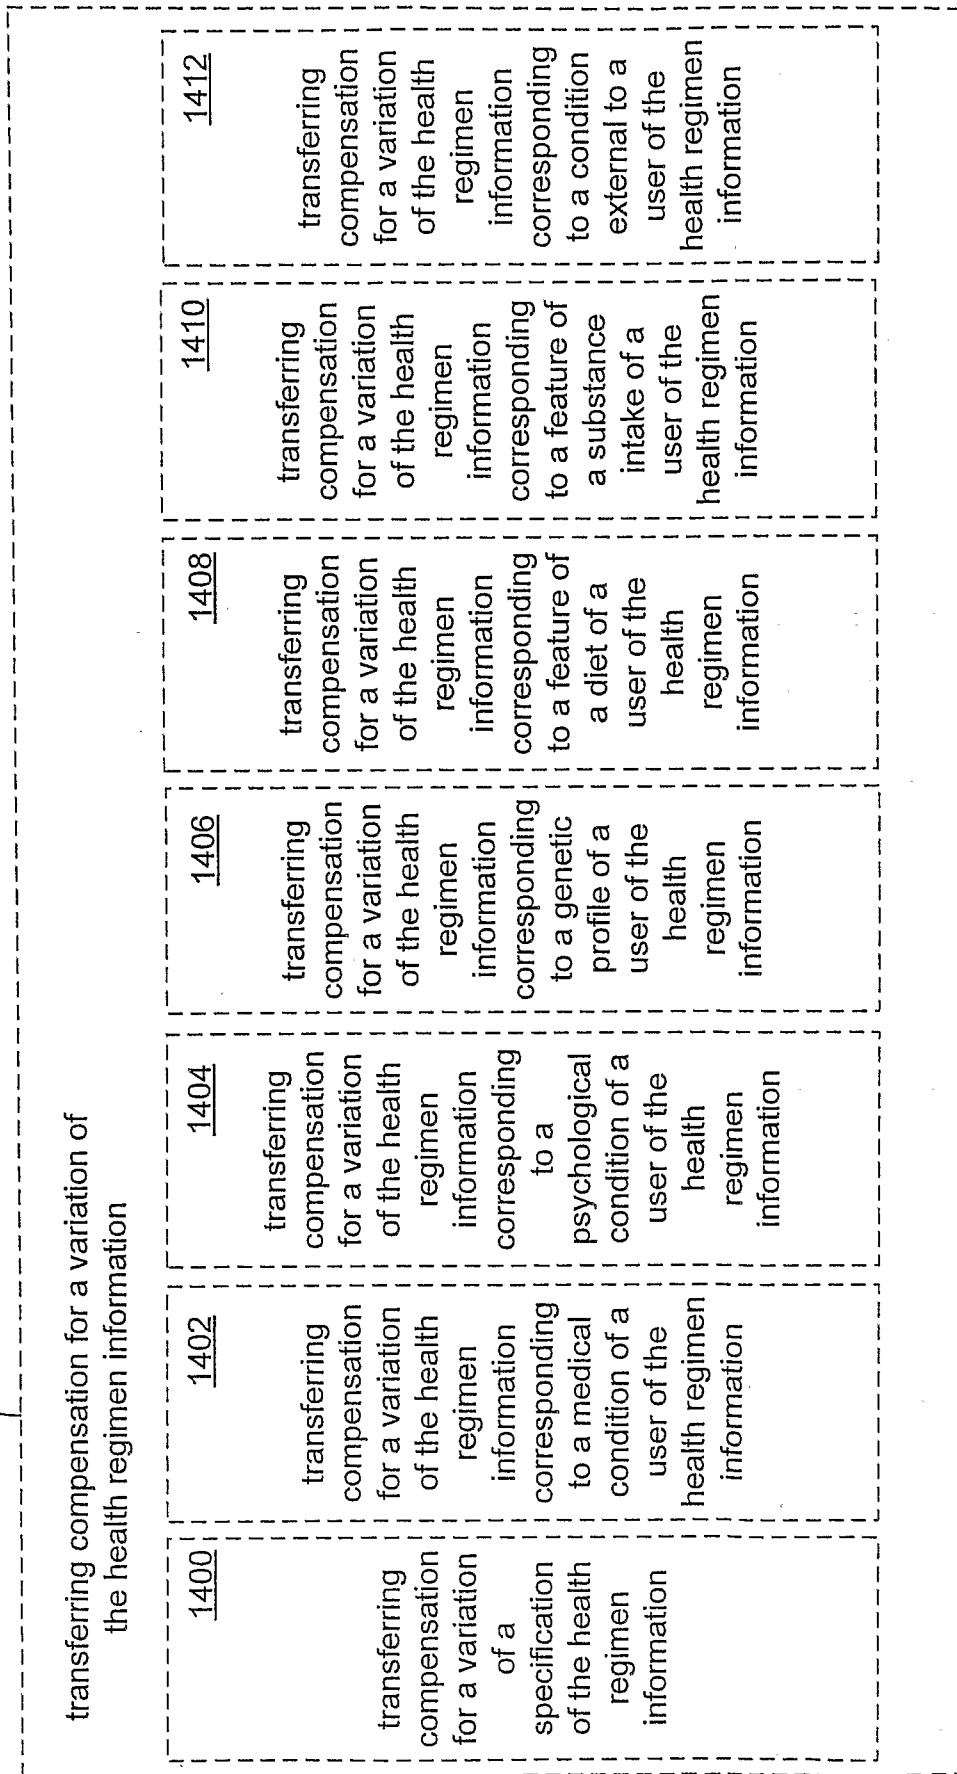 transferring compensation for a variation of
the health regimen information
1400
transferring
compensation
for a variation
of a
specification
of the health
regimen
information
1402
transferring
compensation
for a variation
of the health
regimen
information
corresponding
to a medical
condition of a
user of the
health regimen
information
1404
transferring
compensation
for a variation
of the health
regimen
information
corresponding
to a
psychological
condition of a
user of the
health
regimen
information
1406
transferring
compensation
for a variation
of the health
regimen
information
corresponding
to a genetic
profile of a
user of the
health
regimen
information
1408
transferring
compensation
for a variation
of the health
regimen
information
corresponding
to a feature of
a diet of a
user of the
health
regimen
information
1410
transferring
compensation
for a variation
of the health
regimen
information
corresponding
to a feature of
a substance
intake of a
user of the
health regimen
information
1412
transferring
compensation
for a variation
of the health
regimen
information
corresponding
to a condition
external to a
user of the
health regimen
information